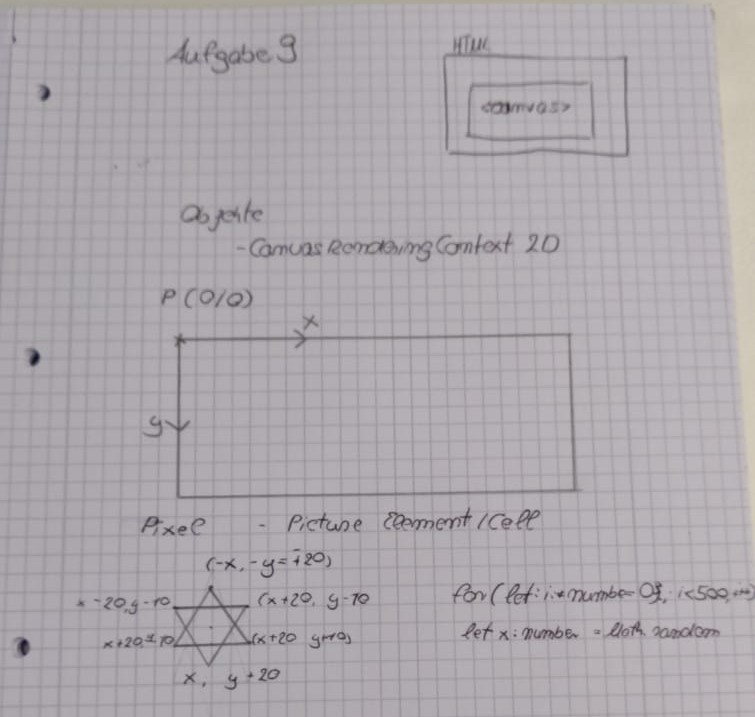 Aufgabe 9
HTML
<canvas>
Objekte
- CanvasRenderingContext 2D
P (0/0)
x
y
Pixel - Picture Element / Cell
(-x, -y = -+20)
x -20, y-10
(x+20, y-10
x+20,±10
(x+20 y+10)
x, y+20
for (let: i:*number= 0; i<500,
let x: number = Math. random